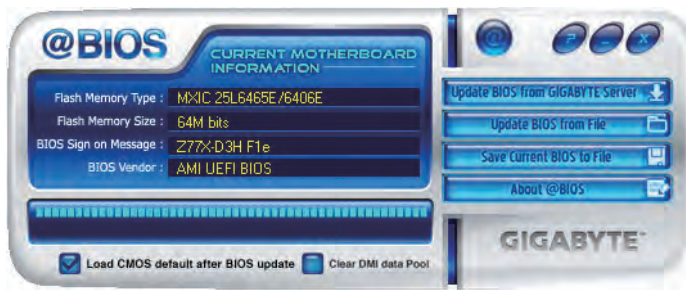 @BIOS
CURRENT MOTHERBOARD
INFORMATION
Flash Memory Type : MXIC 25L6465E/6406E
Flash Memory Size : 64M bits
BIOS Sign on Message : Z77X-D3H F1e
BIOS Vendor : AMI UEFI BIOS
Load CMOS default after BIOS update Clear DMI data Pool
@ ? _ X
Update BIOS from GIGABYTE Server
Update BIOS from File
Save Current BIOS to File
About @BIOS
GIGABYTE™